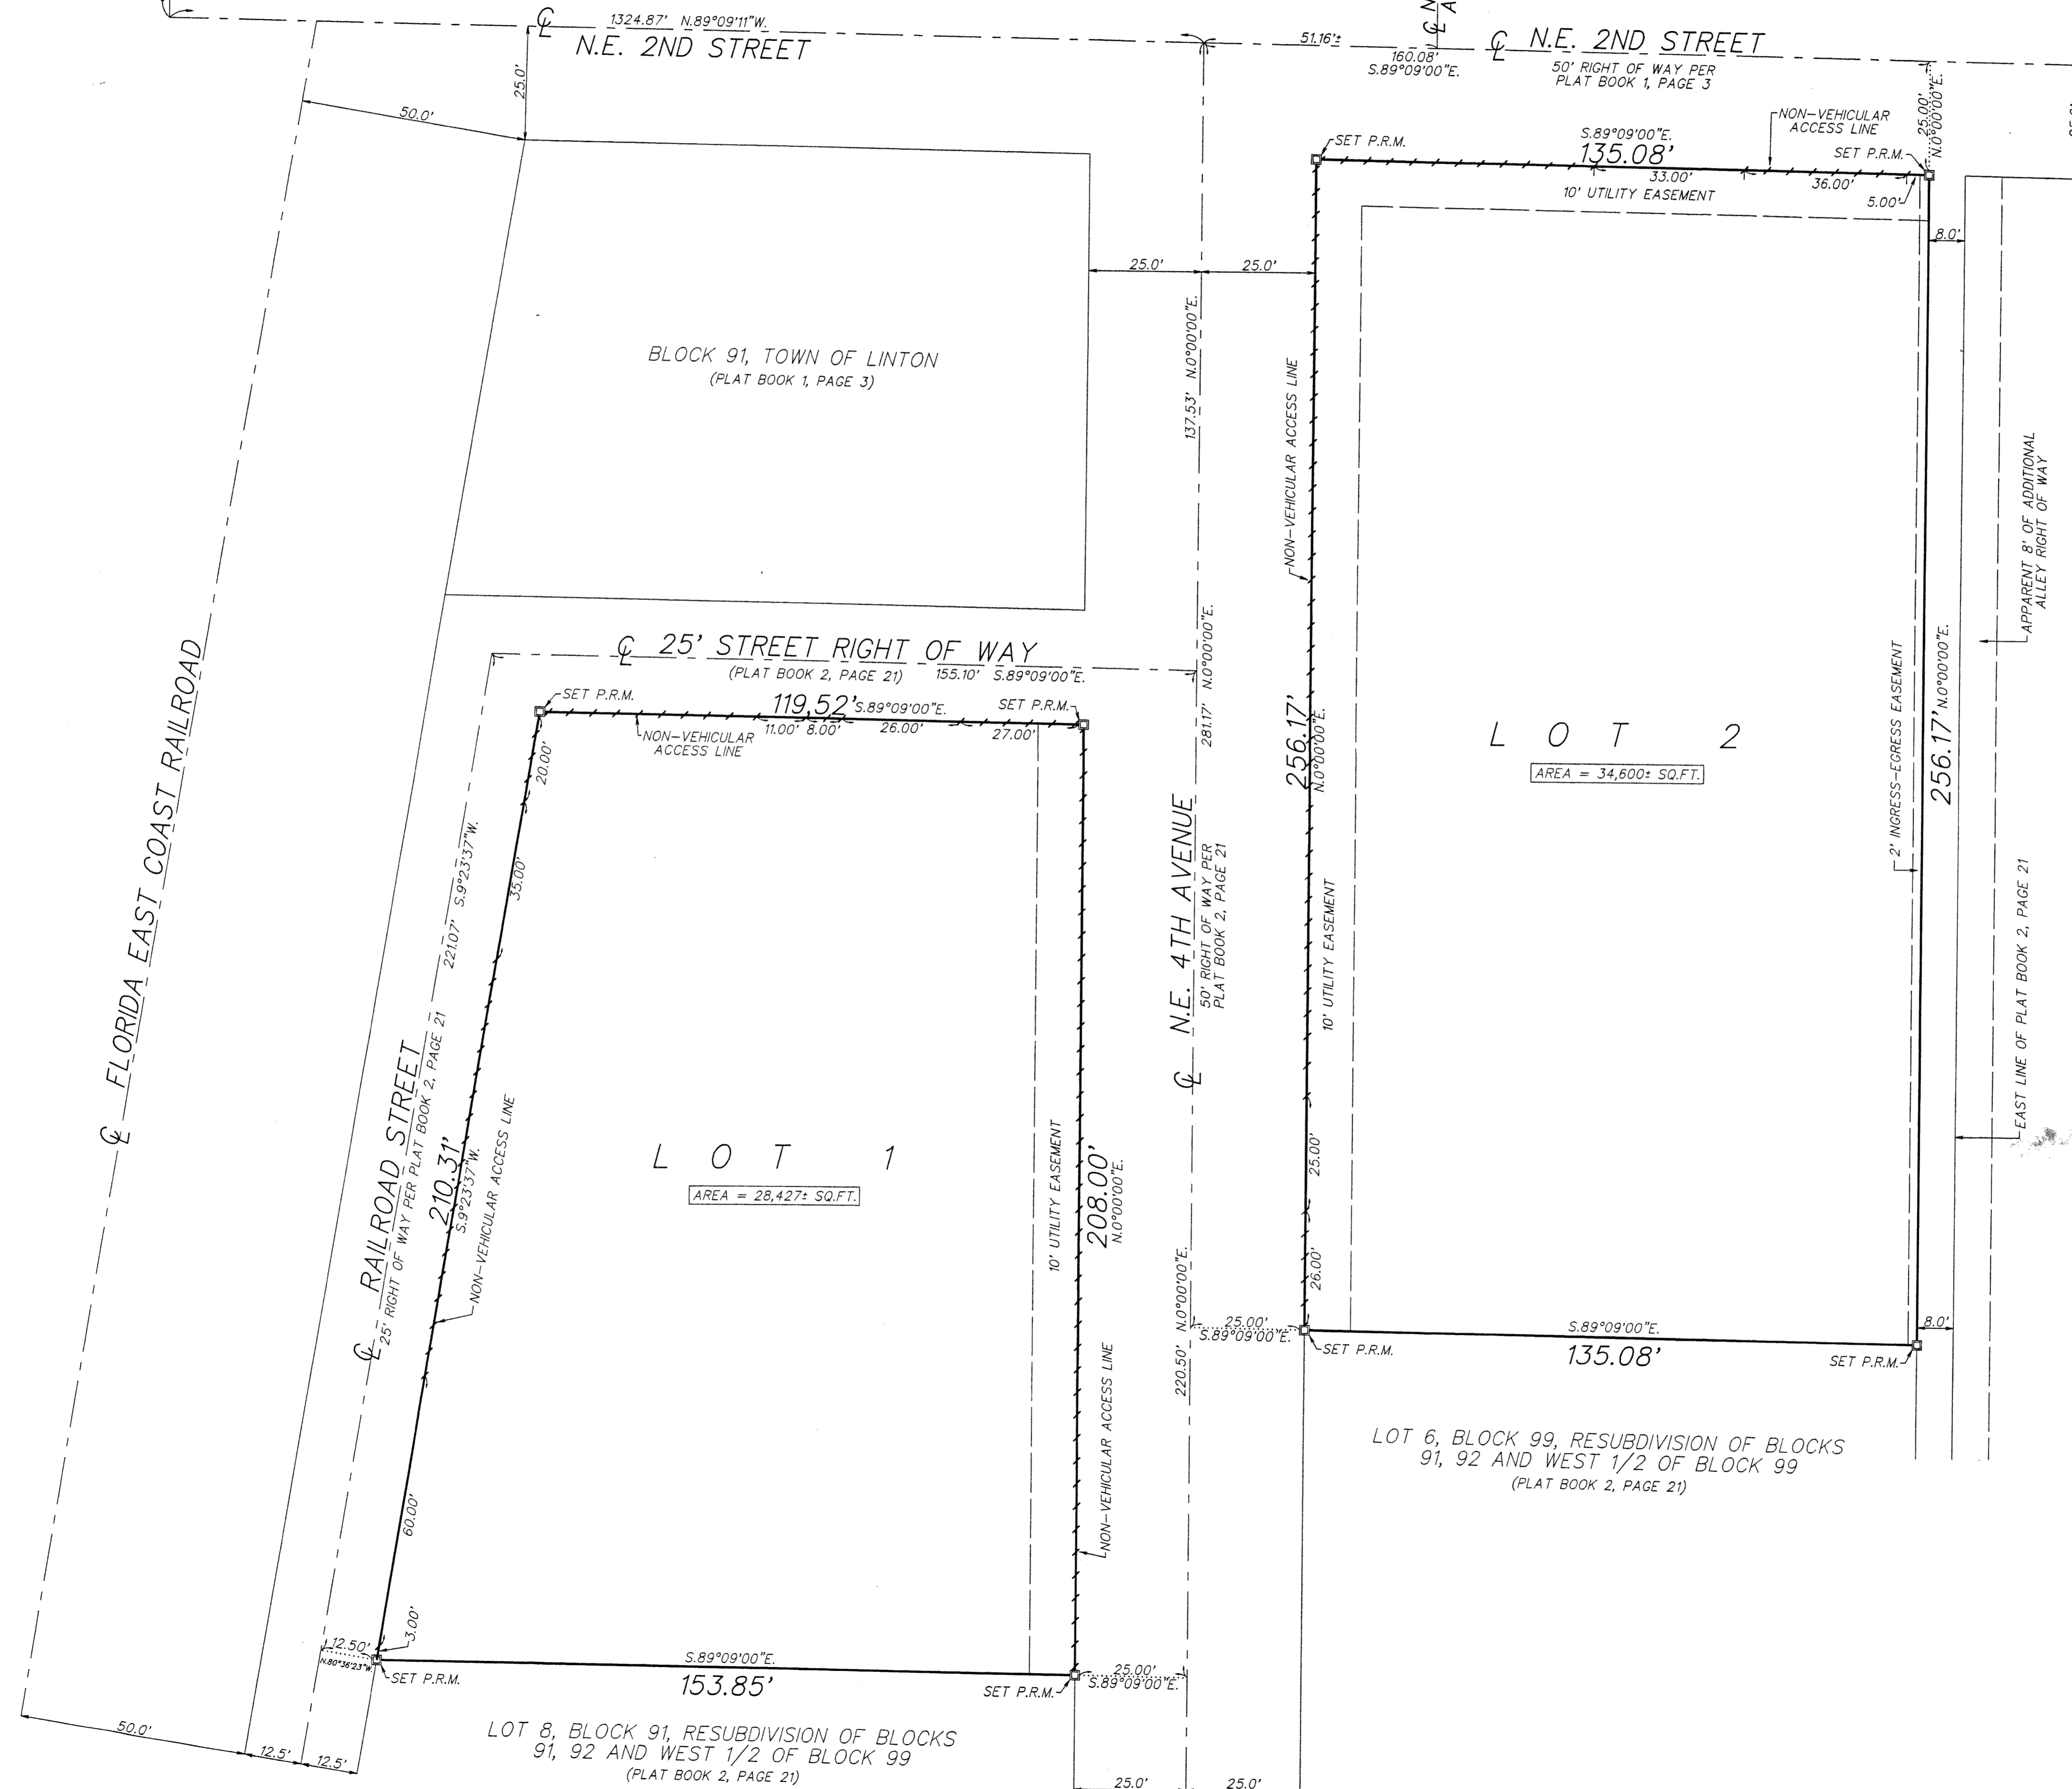 1324.87' N.89°09'11"W.
N.E. 2ND STREET
25.0'
50.0'
51.16'±
160.08'
S.89°09'00"E.
N.E. 2ND STREET
50' RIGHT OF WAY PER
PLAT BOOK 1, PAGE 3
25.00'
N.0°00'00"E.
SET P.R.M.
S.89°09'00"E.
135.08'
NON-VEHICULAR
ACCESS LINE
SET P.R.M.
33.00'
36.00'
5.00'
10' UTILITY EASEMENT
8.0'
25.0'
25.0'
BLOCK 91, TOWN OF LINTON
(PLAT BOOK 1, PAGE 3)
137.53' N.0°00'00"E.
NON-VEHICULAR ACCESS LINE
APPARENT 8' OF ADDITIONAL
ALLEY RIGHT OF WAY
25' STREET RIGHT OF WAY
(PLAT BOOK 2, PAGE 21) 155.10' S.89°09'00"E.
281.17' N.0°00'00"E.
SET P.R.M.
119.52' S.89°09'00"E.
SET P.R.M.
11.00' 8.00' 26.00' 27.00'
NON-VEHICULAR
ACCESS LINE
20.00'
35.00'
256.17'
N.0°00'00"E.
LOT 2
AREA = 34,600± SQ.FT.
2' INGRESS-EGRESS EASEMENT
256.17' N.0°00'00"E.
FLORIDA EAST COAST RAILROAD
221.07' S.9°23'37"W.
N.E. 4TH AVENUE
50' RIGHT OF WAY PER
PLAT BOOK 2, PAGE 21
10' UTILITY EASEMENT
EAST LINE OF PLAT BOOK 2, PAGE 21
RAILROAD STREET
25' RIGHT OF WAY PER PLAT BOOK 2, PAGE 21
210.31'
S.9°23'37"W.
NON-VEHICULAR ACCESS LINE
LOT 1
AREA = 28,427± SQ.FT.
10' UTILITY EASEMENT
208.00'
N.0°00'00"E.
25.00'
26.00'
220.50' N.0°00'00"E.
25.00'
S.89°09'00"E.
SET P.R.M.
S.89°09'00"E.
135.08'
SET P.R.M.
8.0'
NON-VEHICULAR ACCESS LINE
LOT 6, BLOCK 99, RESUBDIVISION OF BLOCKS
91, 92 AND WEST 1/2 OF BLOCK 99
(PLAT BOOK 2, PAGE 21)
60.00'
3.00'
12.50'
N.80°36'23"W.
SET P.R.M.
S.89°09'00"E.
153.85'
SET P.R.M.
25.00'
S.89°09'00"E.
50.0'
12.5'
12.5'
LOT 8, BLOCK 91, RESUBDIVISION OF BLOCKS
91, 92 AND WEST 1/2 OF BLOCK 99
(PLAT BOOK 2, PAGE 21)
25.0'
25.0'